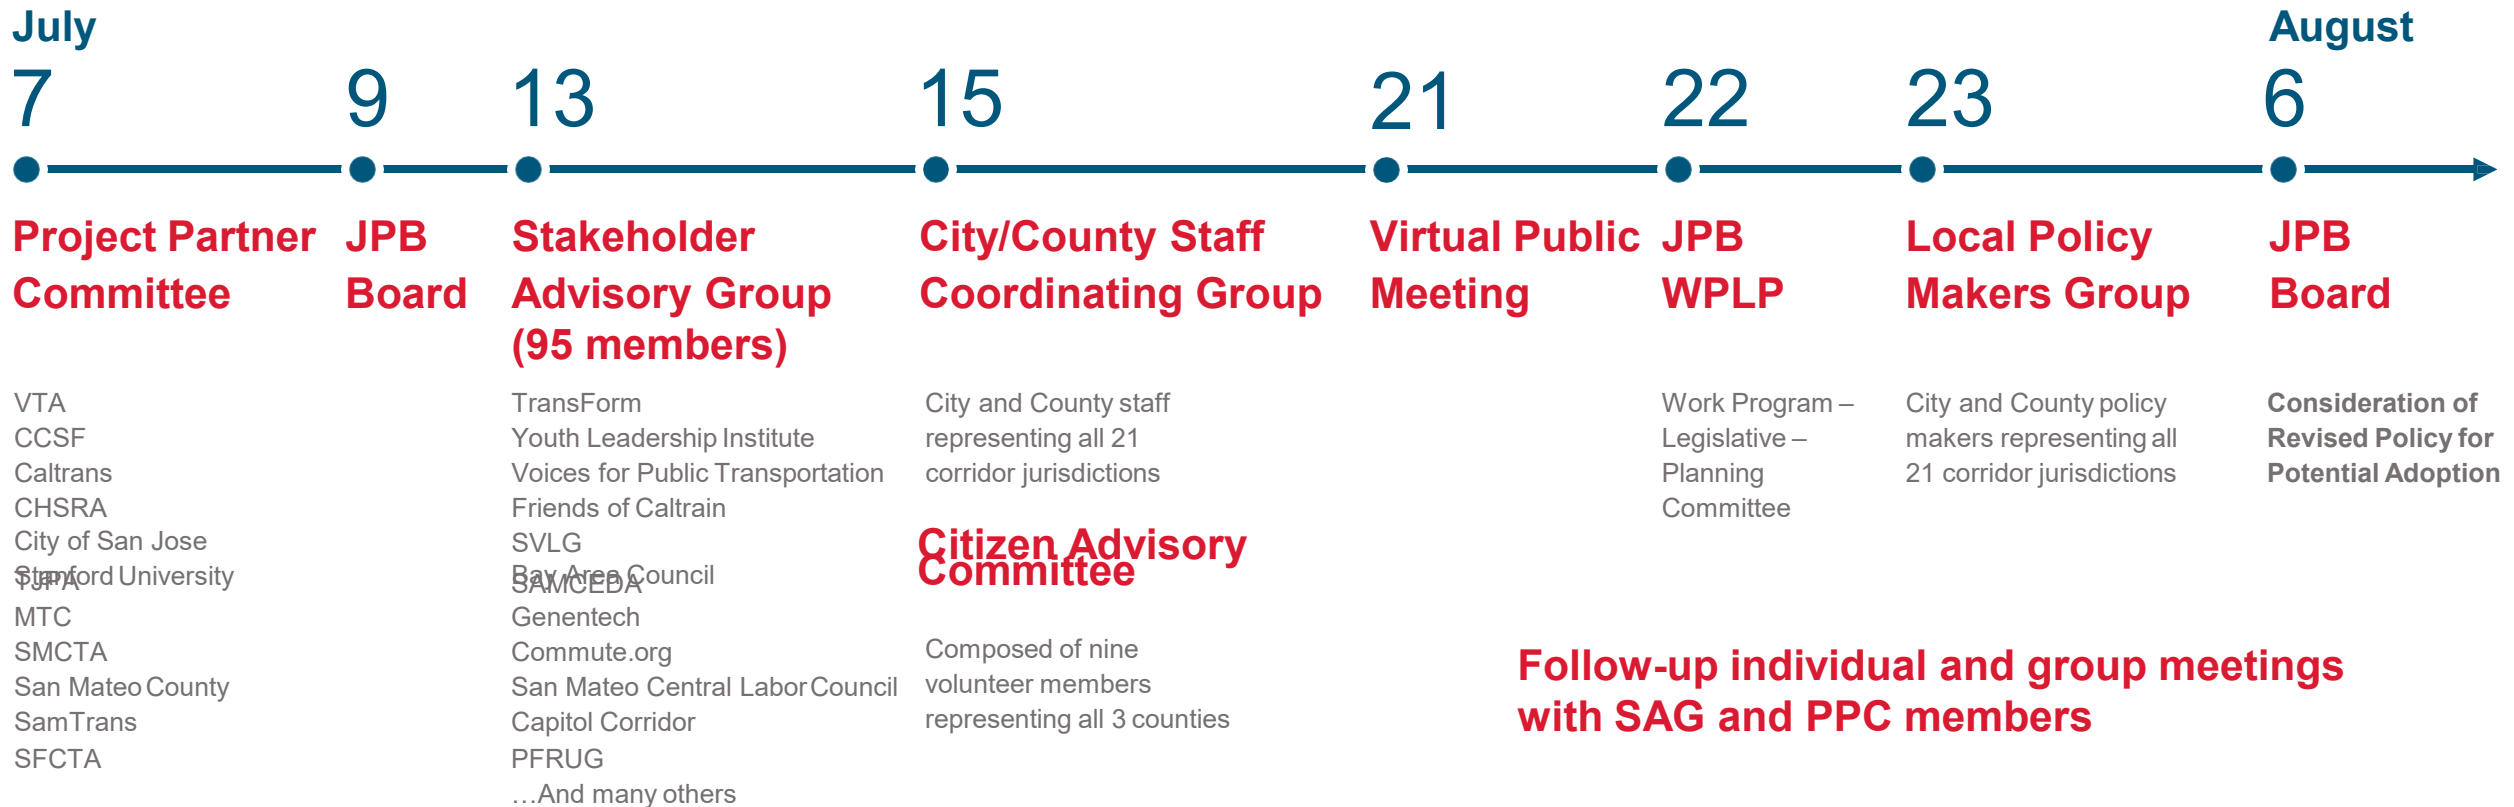 July
August
7
9
13
15
21
22
23
6
Project Partner
Committee
JPB
Board
Stakeholder
Advisory Group
(95 members)
City/County Staff
Coordinating Group
Virtual Public
Meeting
JPB
WPLP
Local Policy
Makers Group
JPB
Board
VTA
CCSF
Caltrans
CHSRA
City of San Jose
Stanford University
TJPA
MTC
SMCTA
San Mateo County
SamTrans
SFCTA
TransForm
Youth Leadership Institute
Voices for Public Transportation
Friends of Caltrain
SVLG
Bay Area Council
SAMCEDA
Genentech
Commute.org
San Mateo Central Labor Council
Capitol Corridor
PFRUG
…And many others
City and County staff
representing all 21
corridor jurisdictions
Citizen Advisory
Committee
Composed of nine
volunteer members
representing all 3 counties
Work Program –
Legislative –
Planning
Committee
City and County policy
makers representing all
21 corridor jurisdictions
Consideration of
Revised Policy for
Potential Adoption
Follow-up individual and group meetings
with SAG and PPC members